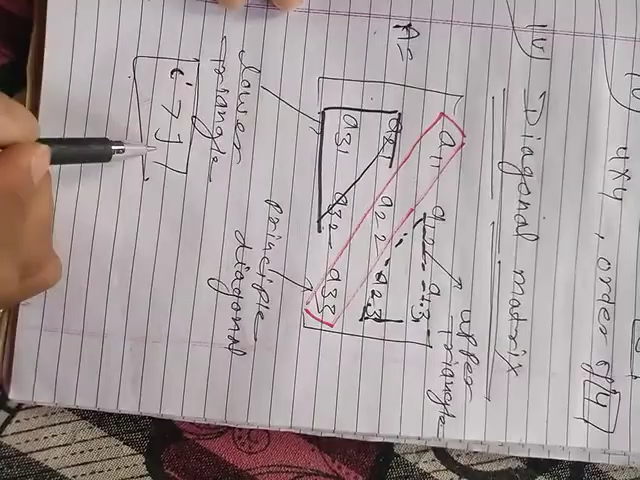 4x4, order of 4
iv) Diagonal matrix
upper
triangle
A=
a11 a12 a13
a21 a22 a23
a31 a32 a33
lower
triangle
principle
diagonal
i > j